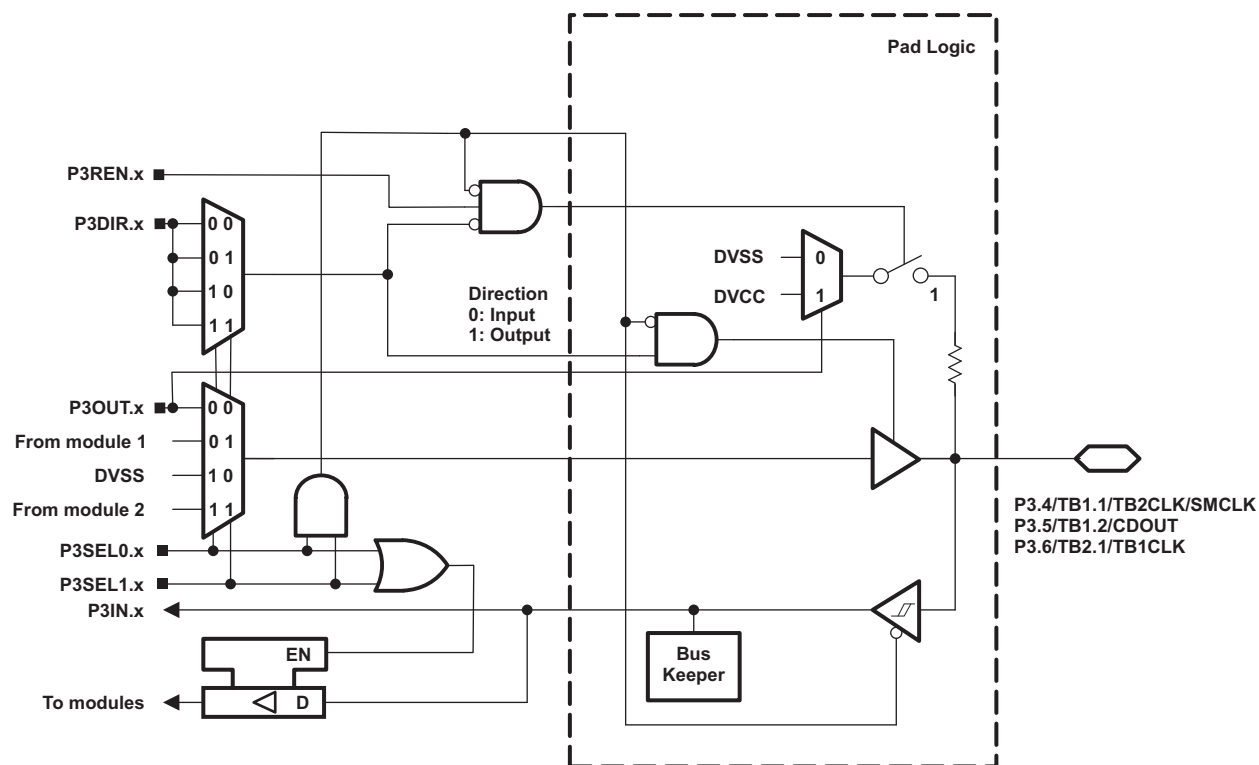 Pad Logic
P3REN.x
P3DIR.x
0 0
0 1
1 0
1 1
Direction
0: Input
1: Output
DVSS
DVCC
0
1
1
P3OUT.x
From module 1
DVSS
From module 2
0 0
0 1
1 0
1 1
P3SEL0.x
P3SEL1.x
P3IN.x
P3.4/TB1.1/TB2CLK/SMCLK
P3.5/TB1.2/CDOUT
P3.6/TB2.1/TB1CLK
EN
D
To modules
Bus
Keeper